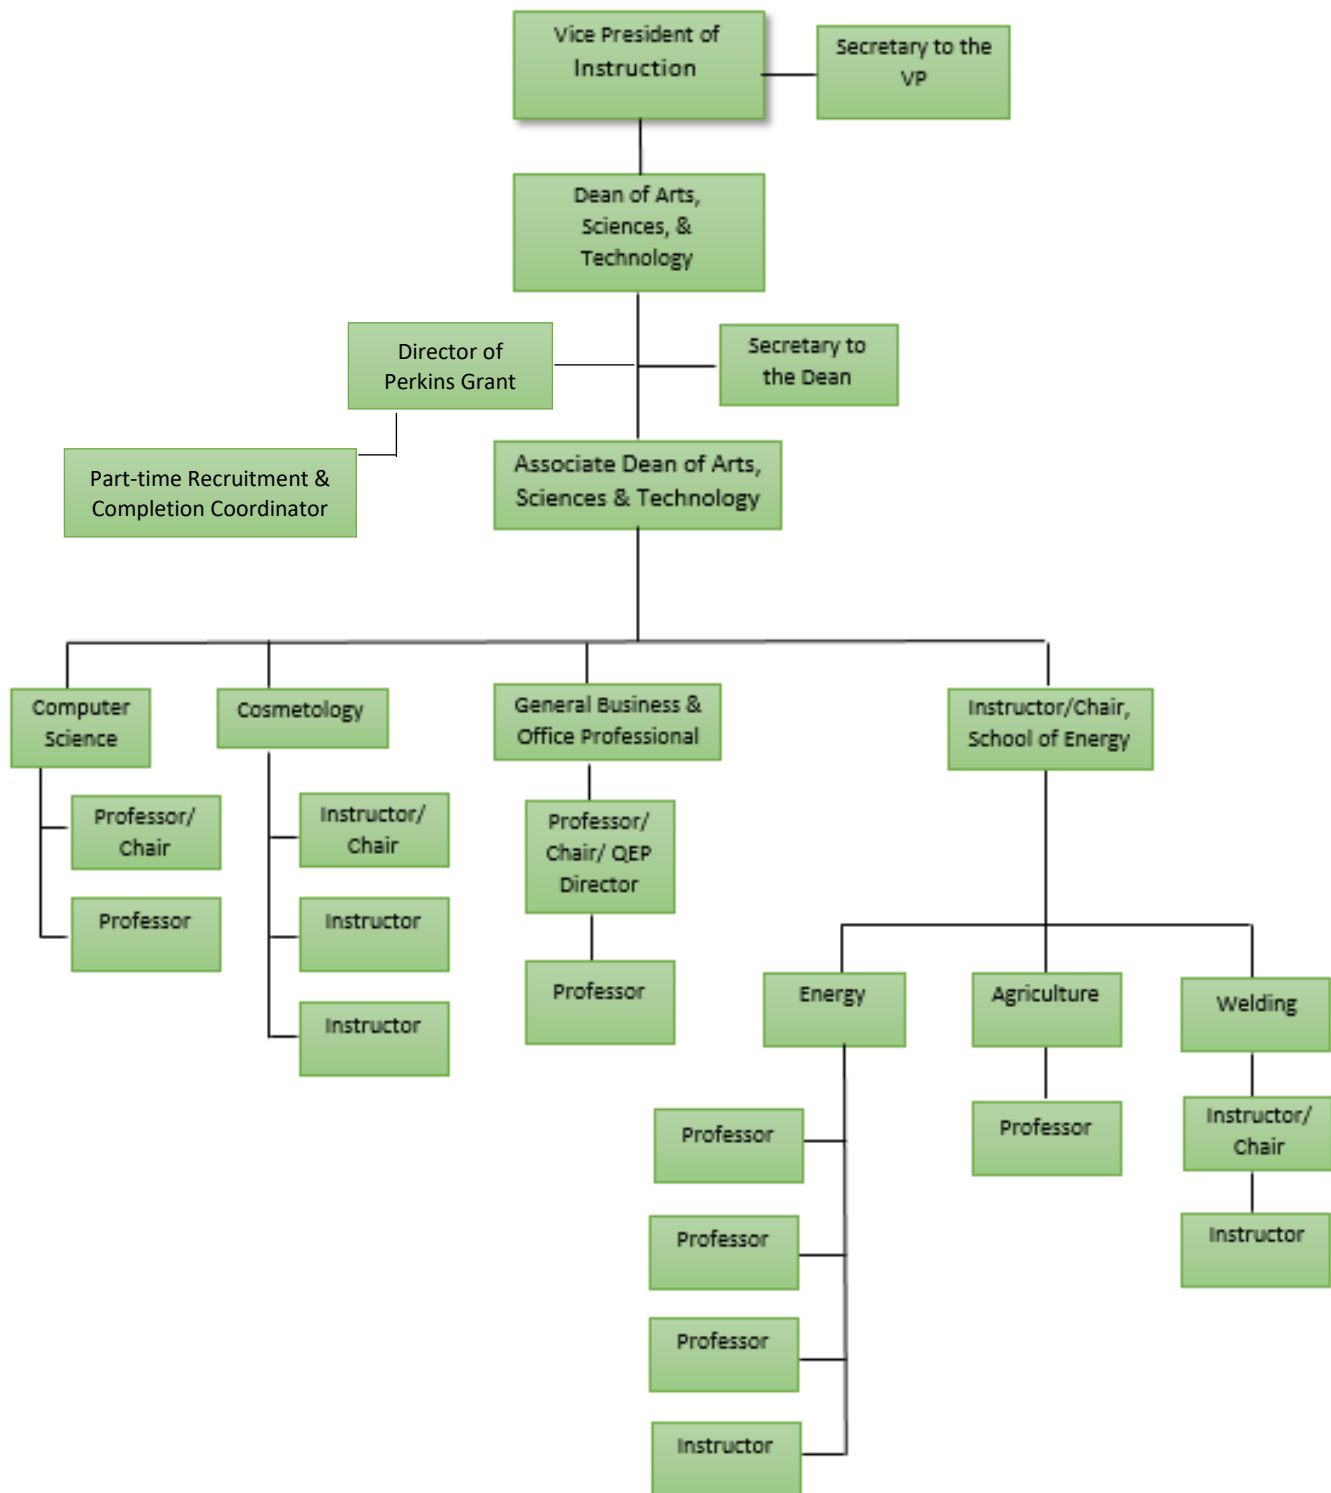 Vice President of
Instruction
Secretary to the
VP
Dean of Arts,
Sciences, &
Technology
Director of
Perkins Grant
Secretary to
the Dean
Part-time Recruitment &
Completion Coordinator
Associate Dean of Arts,
Sciences & Technology
Computer
Science
Professor/
Chair
Professor
Cosmetology
Instructor/
Chair
Instructor
Instructor
General Business &
Office Professional
Professor/
Chair/ QEP
Director
Professor
Instructor/Chair,
School of Energy
Energy
Professor
Professor
Professor
Instructor
Agriculture
Professor
Welding
Instructor/
Chair
Instructor